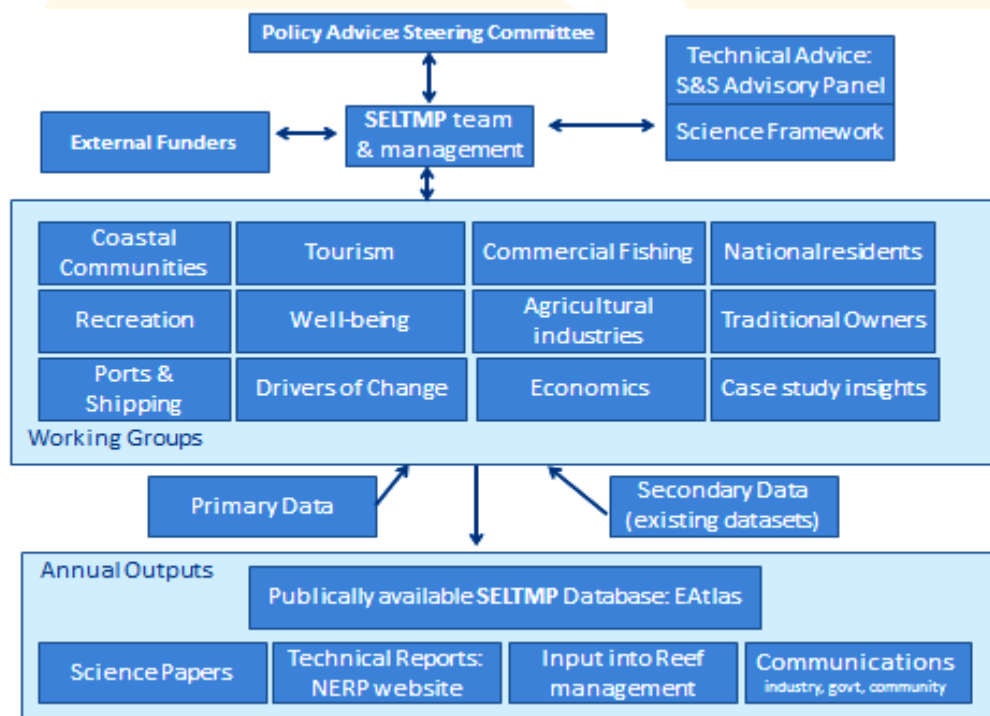 Policy Advice: Steering Committee
Technical Advice:
S&S Advisory Panel
Science Framework
External Funders
SELTMP team
& management
Coastal
Communities
Tourism
Commercial Fishing
National residents
Recreation
Well-being
Agricultural
industries
Traditional Owners
Ports &
Shipping
Drivers of Change
Economics
Case study insights
Working Groups
Primary Data
Secondary Data
(existing datasets)
Annual Outputs
Publically available SELTMP Database: EAtlas
Science Papers
Technical Reports:
NERP website
Input into Reef
management
Communications
industry, govt, community